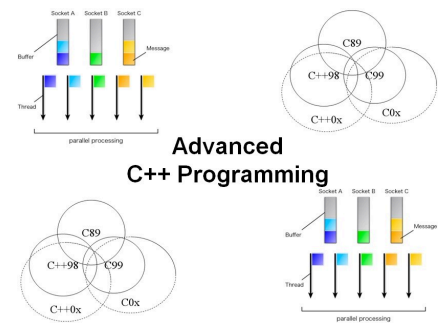 Socket A Socket B Socket C
Buffer
Message
Thread
parallel processing
C89
C++98
C99
C++0x
C0x
Advanced
C++ Programming
C89
C++98
C99
C++0x
C0x
Socket A Socket B Socket C
Buffer
Message
Thread
parallel processing